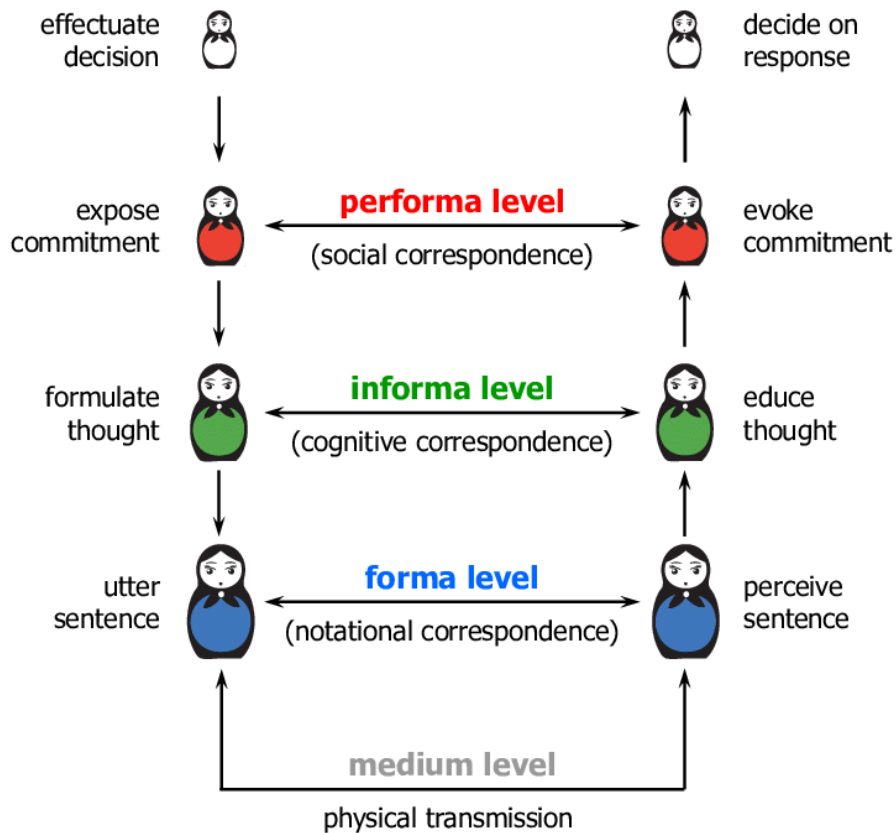 effectuate
decision
decide on
response
expose
commitment
performa level
(social correspondence)
evoke
commitment
formulate
thought
informa level
(cognitive correspondence)
educe
thought
utter
sentence
forma level
(notational correspondence)
perceive
sentence
medium level
physical transmission